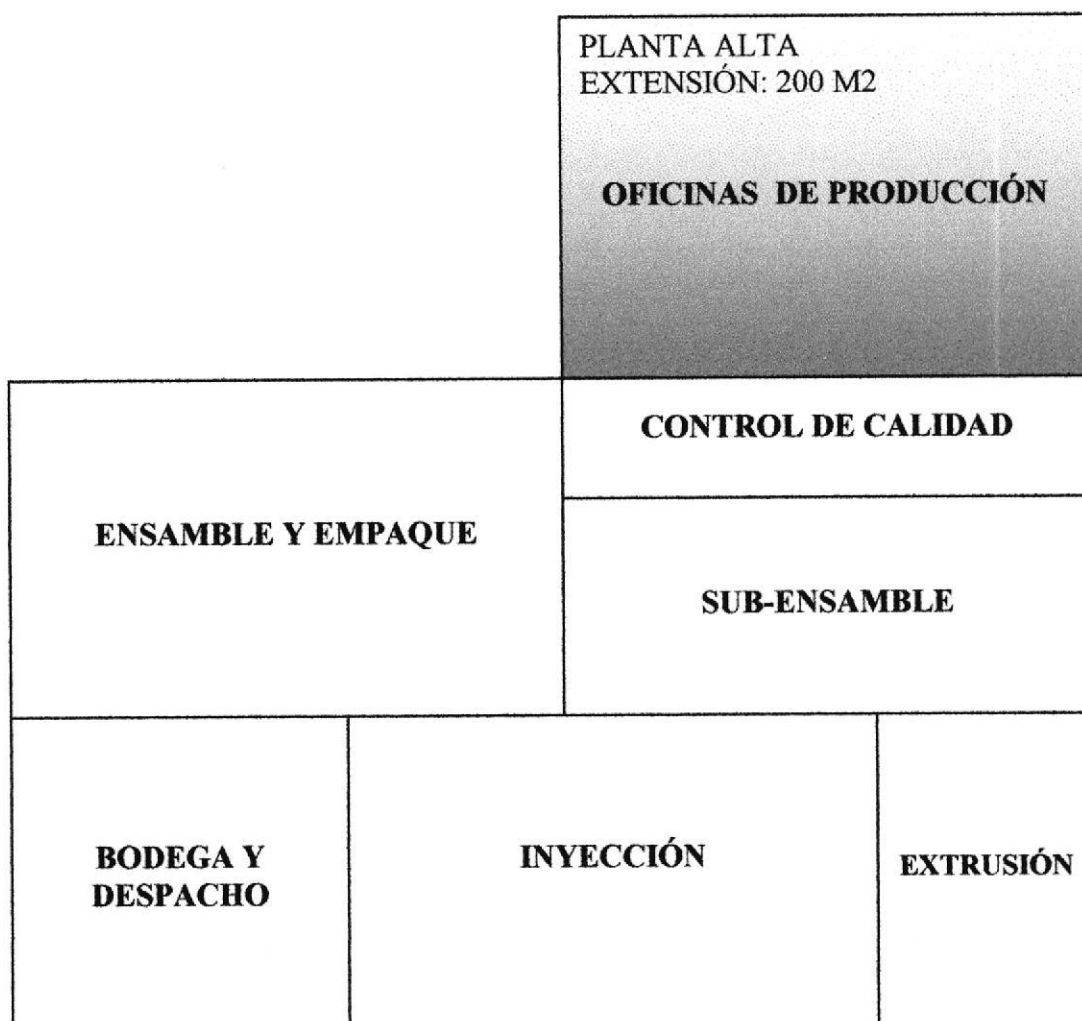 PLANTA ALTA
EXTENSIÓN: 200 M2
OFICINAS DE PRODUCCIÓN
CONTROL DE CALIDAD
ENSAMBLE Y EMPAQUE
SUB-ENSAMBLE
BODEGA Y
DESPACHO
INYECCIÓN
EXTRUSIÓN